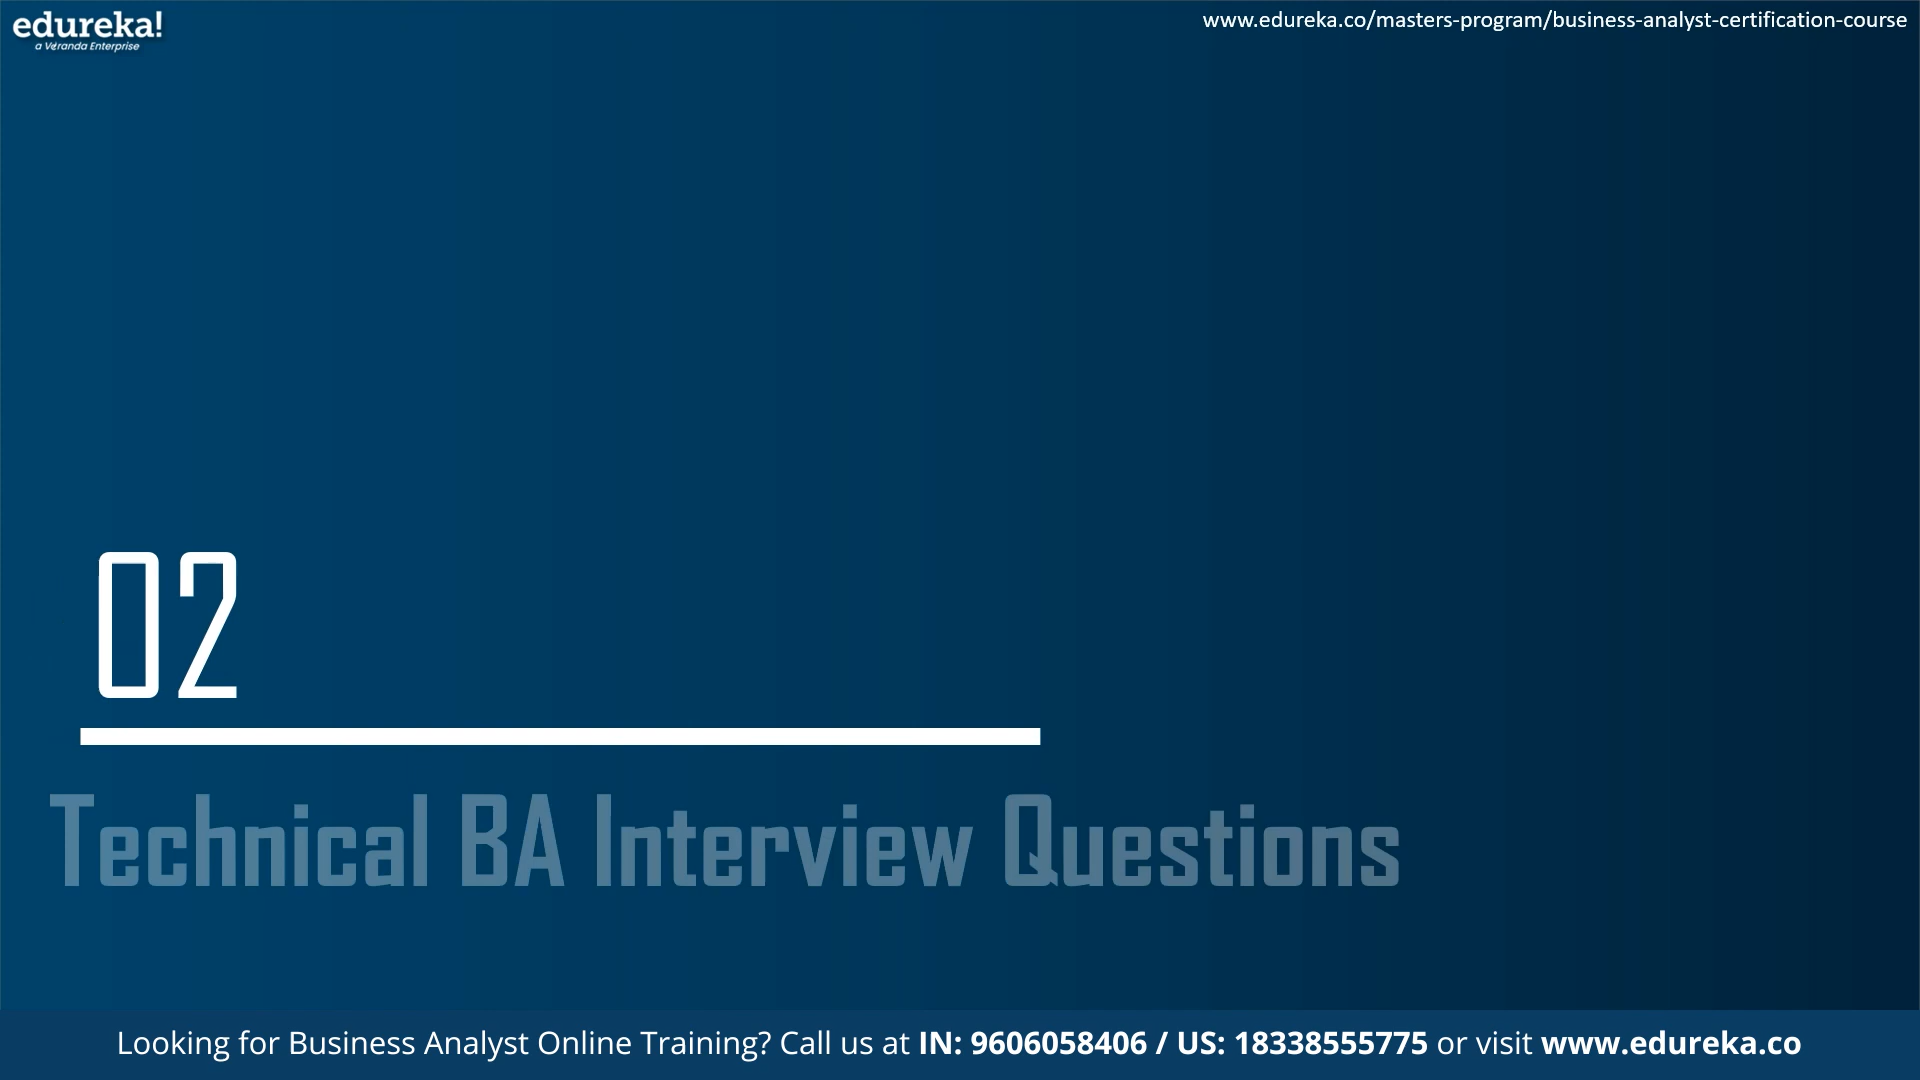 edureka!
a Veranda Enterprise
www.edureka.co/masters-program/business-analyst-certification-course
02
Technical BA Interview Questions
Looking for Business Analyst Online Training? Call us at IN: 9606058406 / US: 18338555775 or visit www.edureka.co